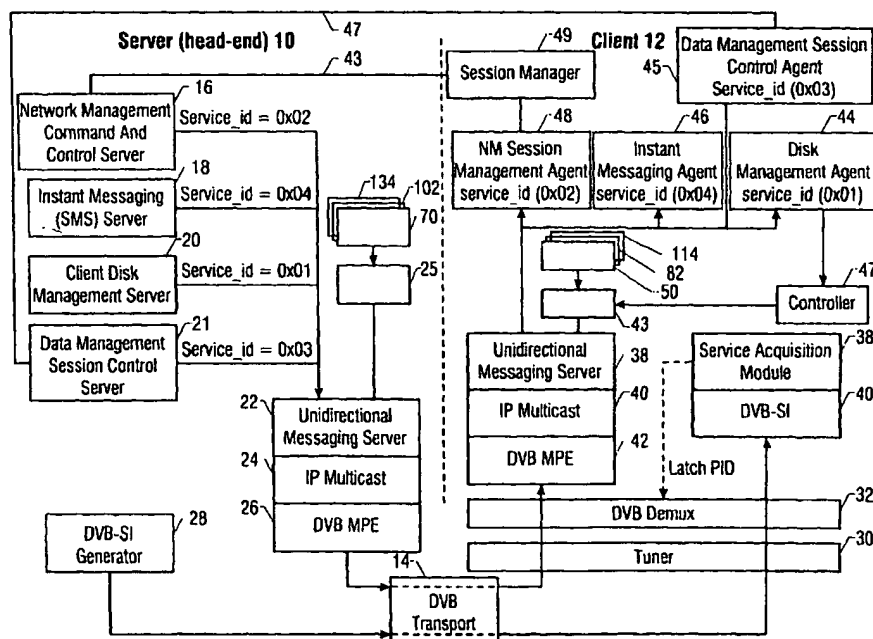 47
Server (head-end) 10
43
49
Client 12
Session Manager
45
Data Management Session
Control Agent
Service_id (0x03)
16
Network Management
Command And
Control Server
Service_id = 0x02
48
NM Session
Management Agent
service_id (0x02)
46
Instant
Messaging Agent
service_id (0x04)
44
Disk
Management Agent
service_id (0x01)
18
Instant Messaging
(SMS) Server
Service_id = 0x04
134
102
70
20
Client Disk
Management Server
Service_id = 0x01
25
114
82
50
47
Controller
43
21
Data Management
Session Control
Server
Service_id = 0x03
Unidirectional
Messaging Server
38
IP Multicast
40
DVB MPE
42
Service Acquisition
Module
38
DVB-SI
40
22
Unidirectional
Messaging Server
24
IP Multicast
26
DVB MPE
Latch PID
32
DVB Demux
30
Tuner
28
DVB-SI
Generator
14
DVB
Transport